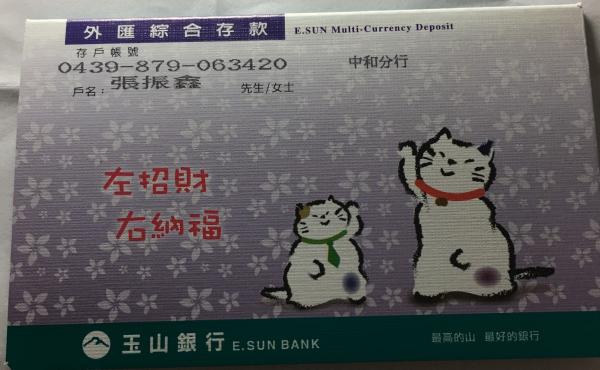 外匯綜合存款 E.SUN Multi-Currency Deposit
存戶帳號
0439-879-063420 中和分行
戶名：張振鑫 先生/女士
左招財
右納福
玉山銀行 E.SUN BANK 最高的山 最好的銀行